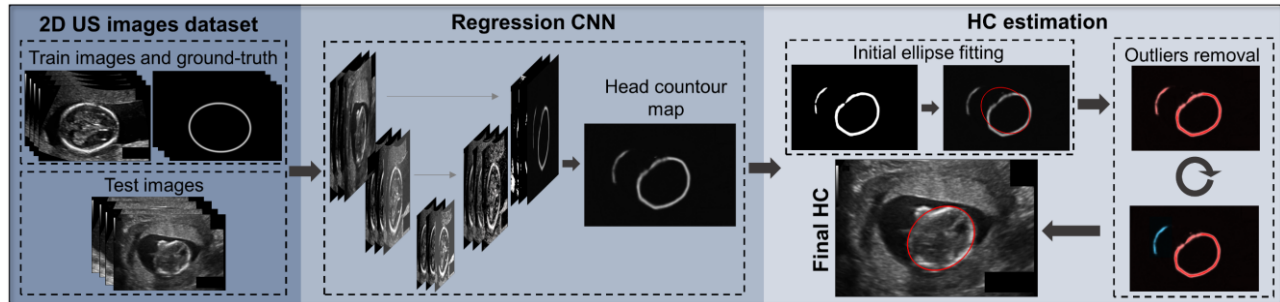 2D US images dataset
Train images and ground-truth
Test images
Regression CNN
Head countour
map
HC estimation
Initial ellipse fitting
Outliers removal
Final HC